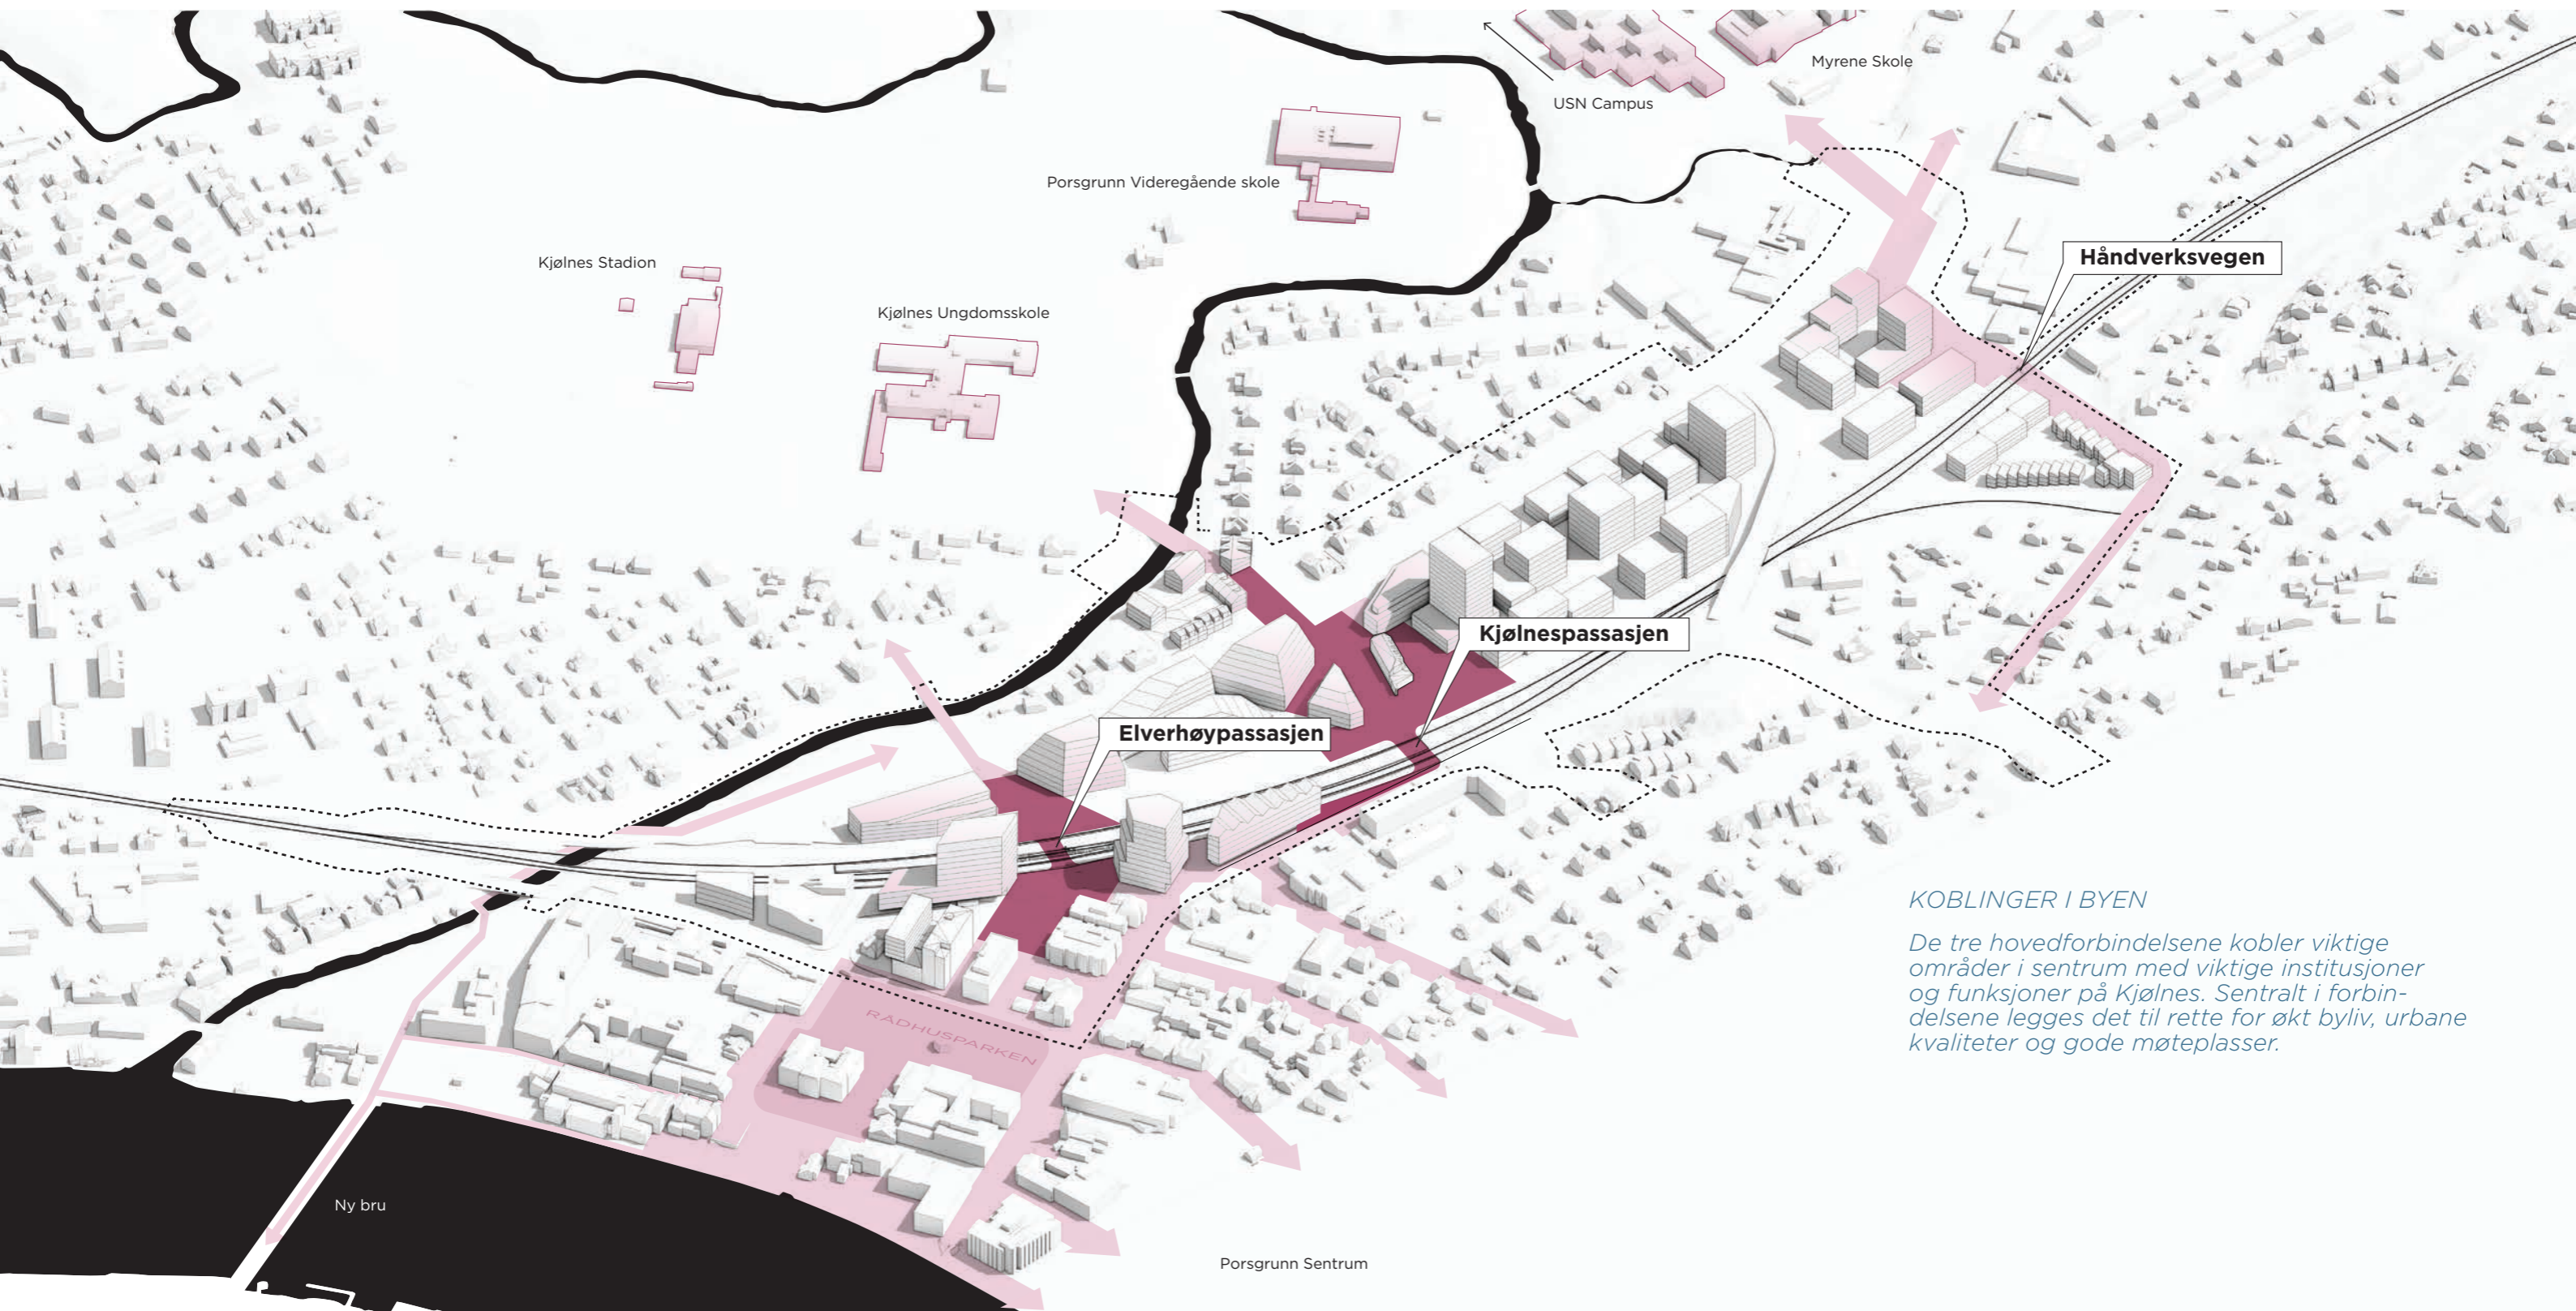 Myrene Skole
USN Campus
Porsgrunn Videregående skole
Håndverksvegen
Kjølnes Stadion
Kjølnes Ungdomsskole
Kjølnespassasjen
Elverhøypassasjen
KOBLINGER I BYEN
De tre hovedforbindelsene kobler viktige
områder i sentrum med viktige institusjoner
og funksjoner på Kjølnes. Sentralt i forbin-
delsene legges det til rette for økt byliv, urbane
kvaliteter og gode møteplasser.
RÅDHUSPARKEN
Ny bru
Porsgrunn Sentrum